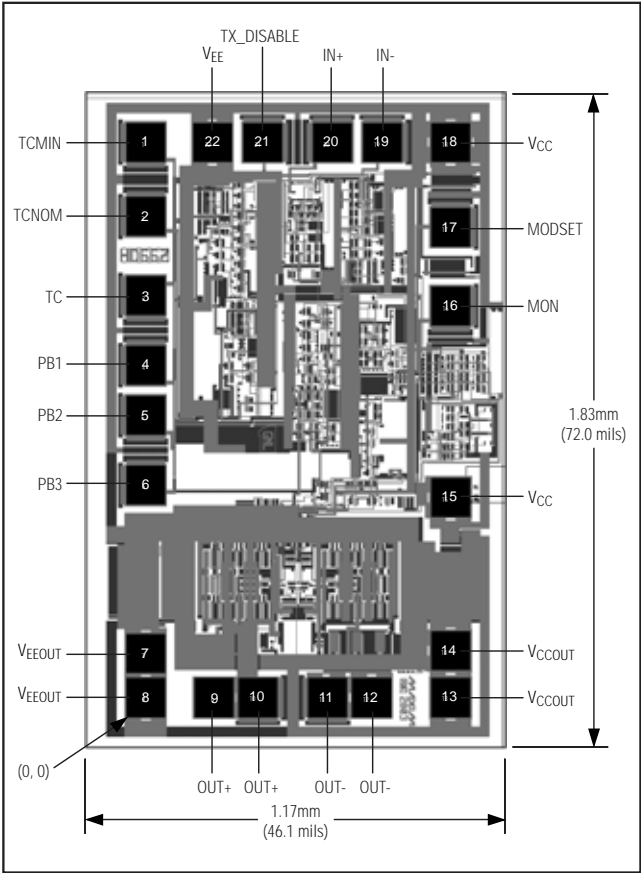 TX_DISABLE
VEE IN+ IN-
TCMIN 1 22 21 20 19 18 VCC
TCNOM 2 17 MODSET
TC 3 16 MON
PB1 4
PB2 5
PB3 6 15 VCC
1.83mm
(72.0 mils)
VEEOUT 7 14 VCCOUT
VEEOUT 8 9 10 11 12 13 VCCOUT
(0, 0)
OUT+ OUT+ OUT- OUT-
1.17mm
(46.1 mils)